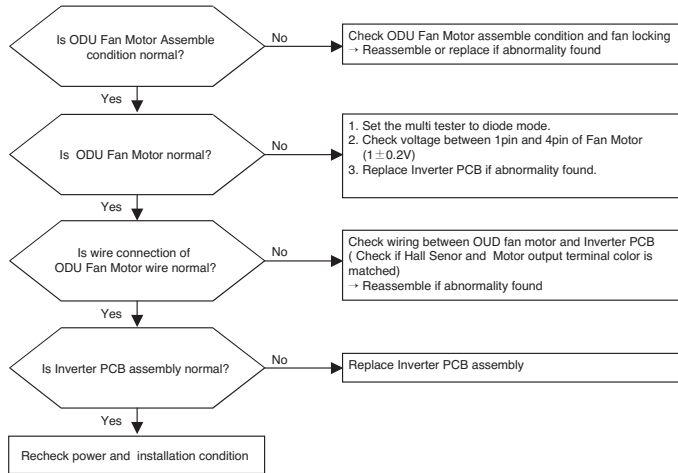 Is ODU Fan Motor Assemble
condition normal?
No
Check ODU Fan Motor assemble condition and fan locking
→ Reassemble or replace if abnormality found
Yes
Is ODU Fan Motor normal?
No
1. Set the multi tester to diode mode.
2. Check voltage between 1pin and 4pin of Fan Motor
(1±0.2V)
3. Replace Inverter PCB if abnormality found.
Yes
Is wire connection of
ODU Fan Motor wire normal?
No
Check wiring between OUD fan motor and Inverter PCB
( Check if Hall Senor and Motor output terminal color is
matched)
→ Reassemble if abnormality found
Yes
Is Inverter PCB assembly normal?
No
Replace Inverter PCB assembly
Yes
Recheck power and installation condition